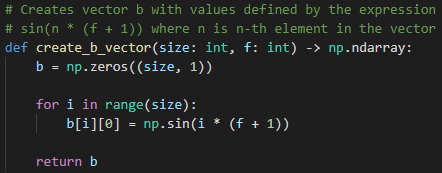 # Creates vector b with values defined by the expression
# sin(n * (f + 1)) where n is n-th element in the vector
def create_b_vector(size: int, f: int) -> np.ndarray:
    b = np.zeros((size, 1))

    for i in range(size):
        b[i][0] = np.sin(i * (f + 1))

    return b